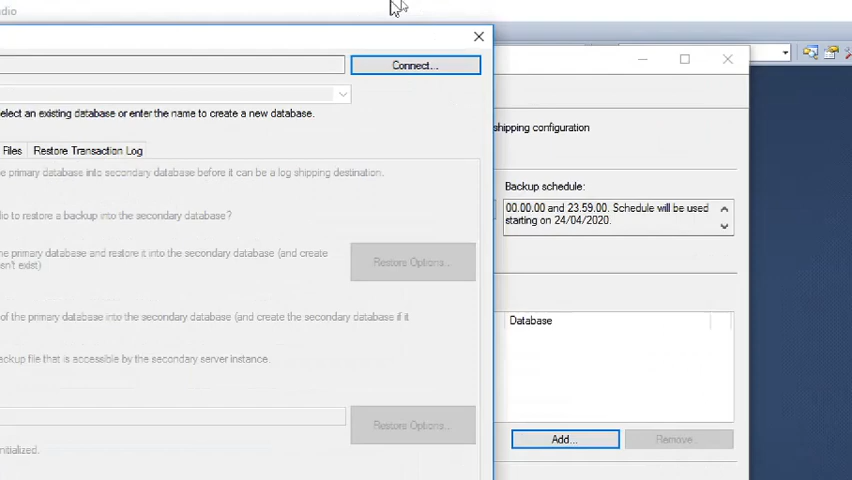 Connect...
elect an existing database or enter the name to create a new database.
shipping configuration
Files
Restore Transaction Log
e primary database into secondary database before it can be a log shipping destination.
Backup schedule:
00.00.00 and 23.59.00. Schedule will be used
starting on 24/04/2020.
io to restore a backup into the secondary database?
e primary database and restore it into the secondary database (and create
sn't exist)
Restore Options...
of the primary database into the secondary database (and create the secondary database if it
Database
ackup file that is accessible by the secondary server instance.
Restore Options...
Add...
Remove...
nitialized.